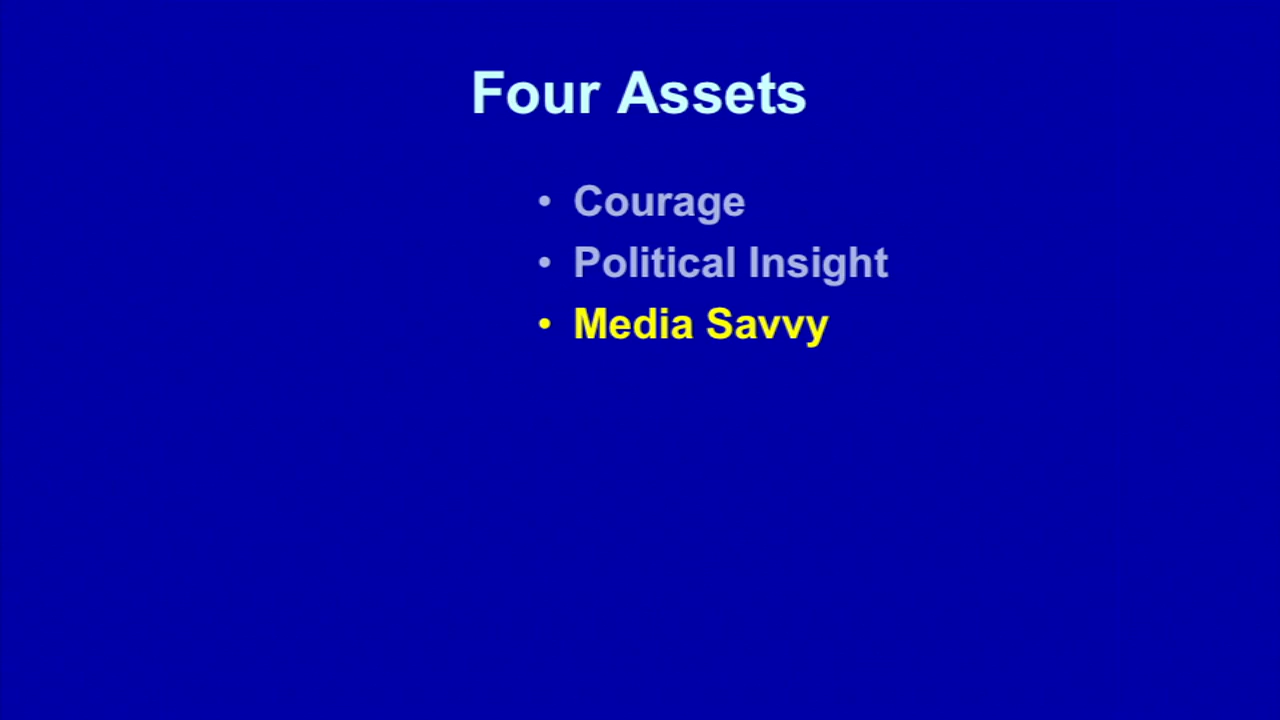 Four Assets
• Courage
• Political Insight
• Media Savvy